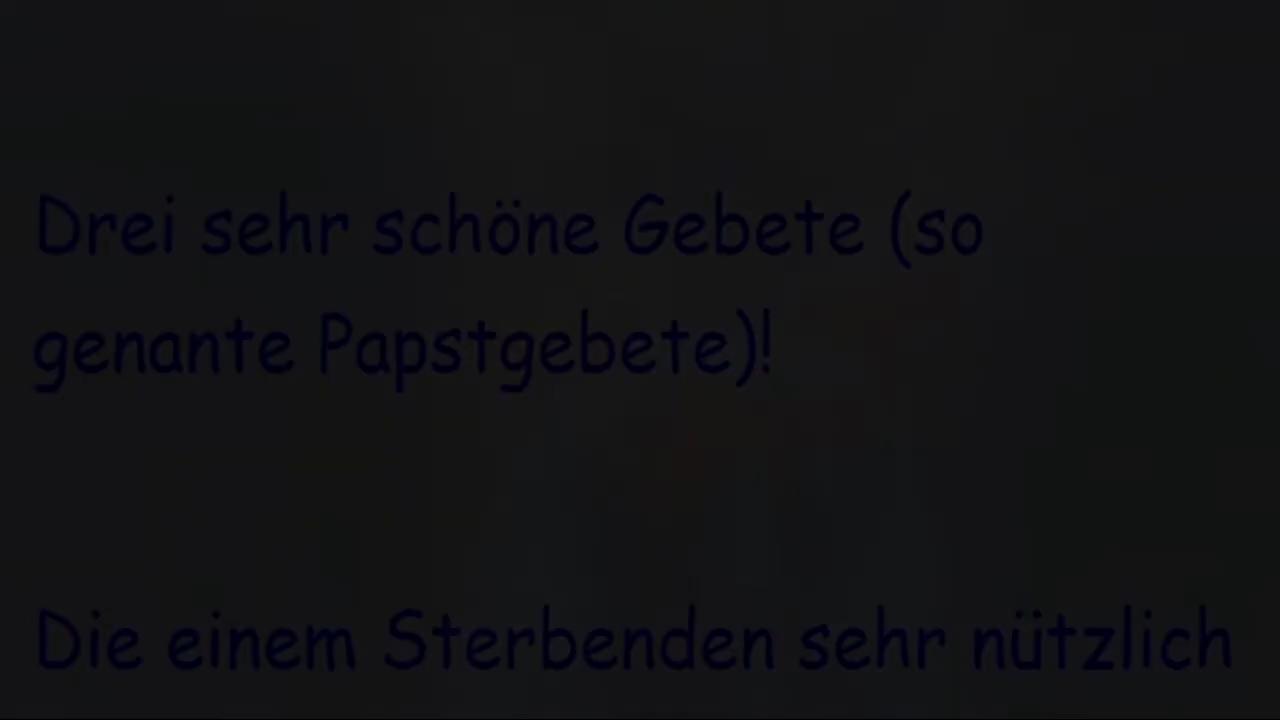 Drei sehr schöne Gebete (so
genante Papstgebete)!
Die einem Sterbenden sehr nützlich